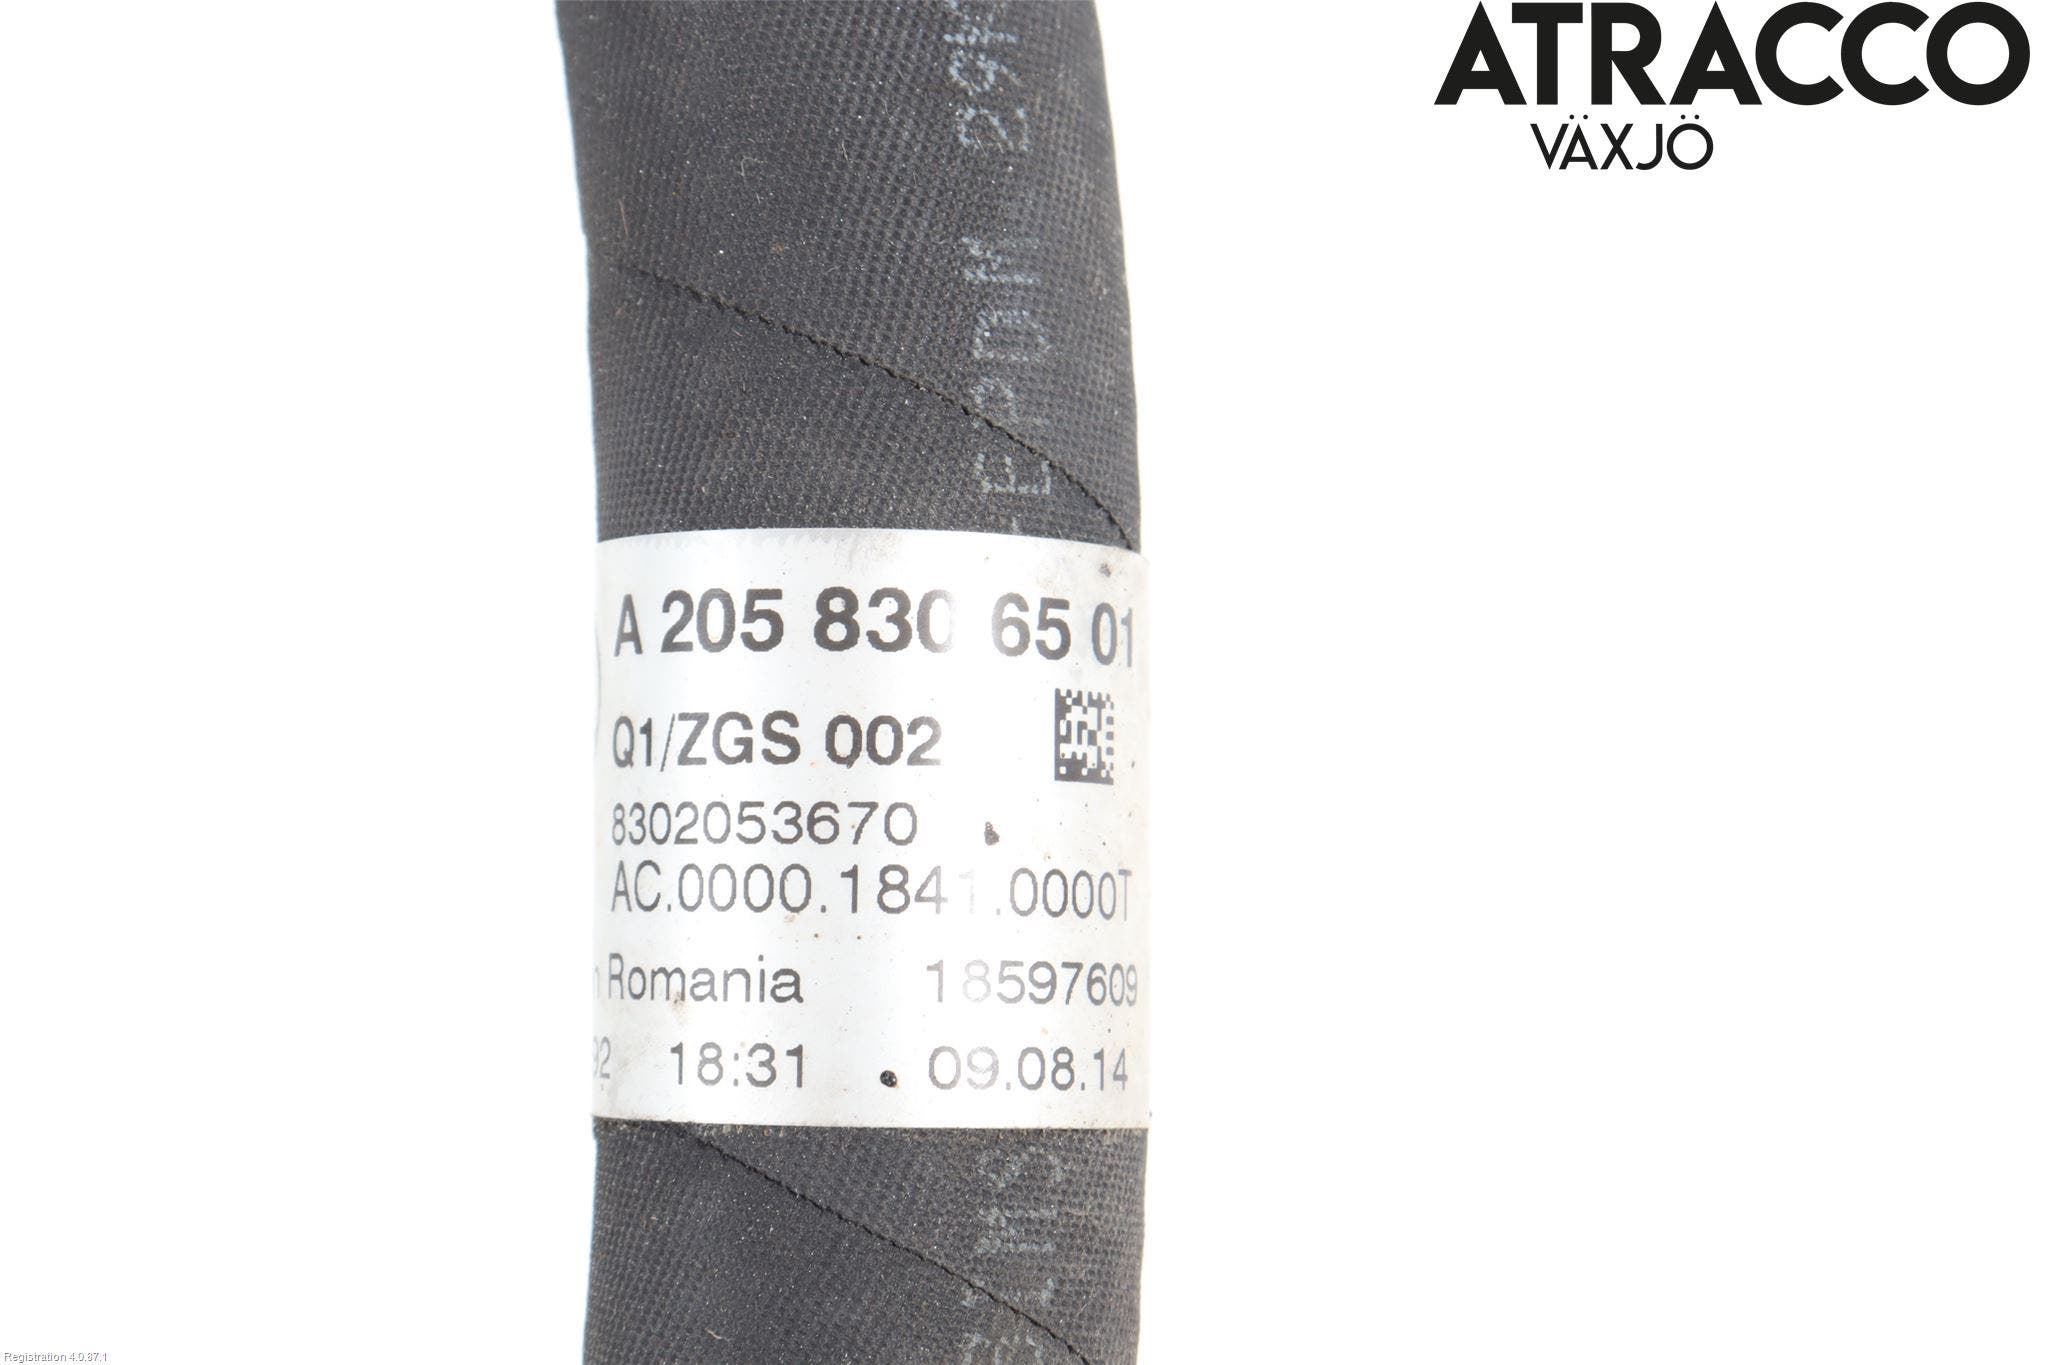 ATRACCO
VÄXJÖ
EPDM
A 205 830 65 01
Q1/ZGS 002
8302053670
AC.0000.1841.0000T
Romania 18597609
18:31 09.08.14
Registration 4.0.87.1